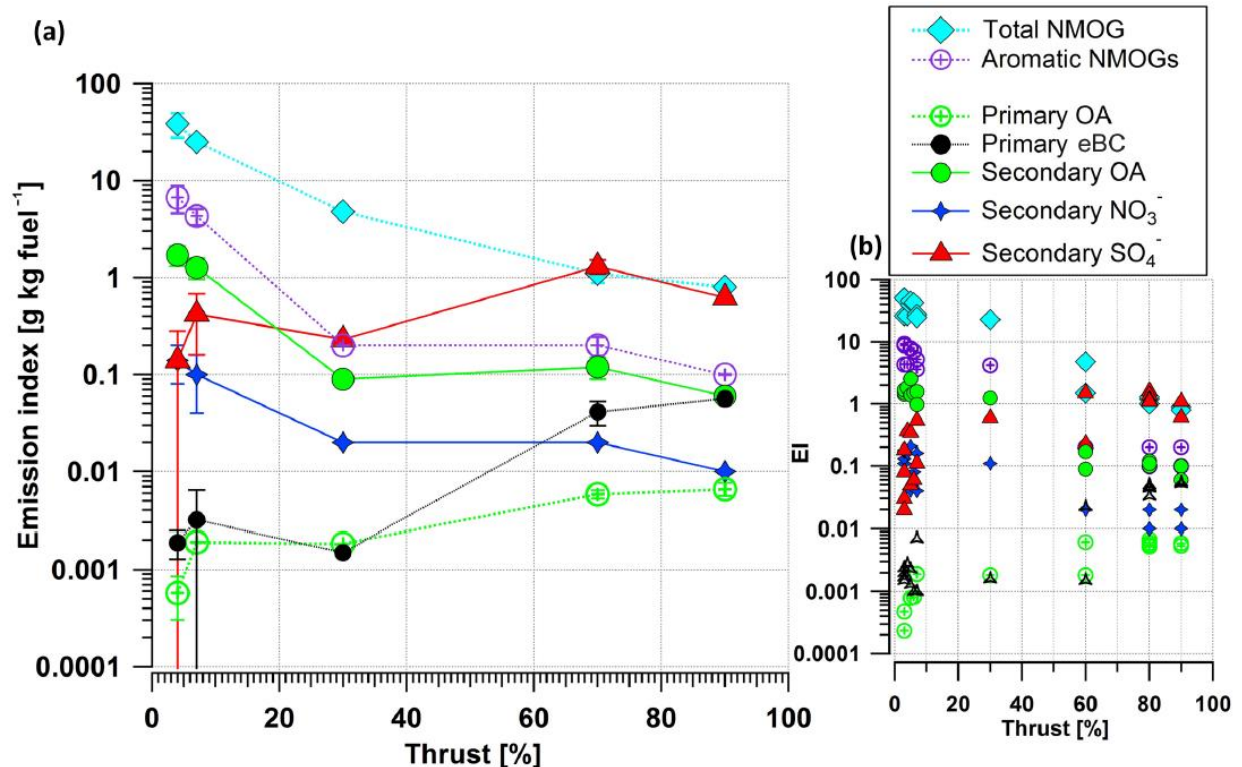 (a)
Emission index [g kg fuel⁻¹]
100
10
1
0.1
0.01
0.001
0.0001
0
20
40
60
80
100
Thrust [%]
Total NMOG
Aromatic NMOGs
Primary OA
Primary eBC
Secondary OA
Secondary NO₃⁻
Secondary SO₄⁻
(b)
EI
100
10
1
0.1
0.01
0.001
0.0001
0
20
40
60
80
100
Thrust [%]